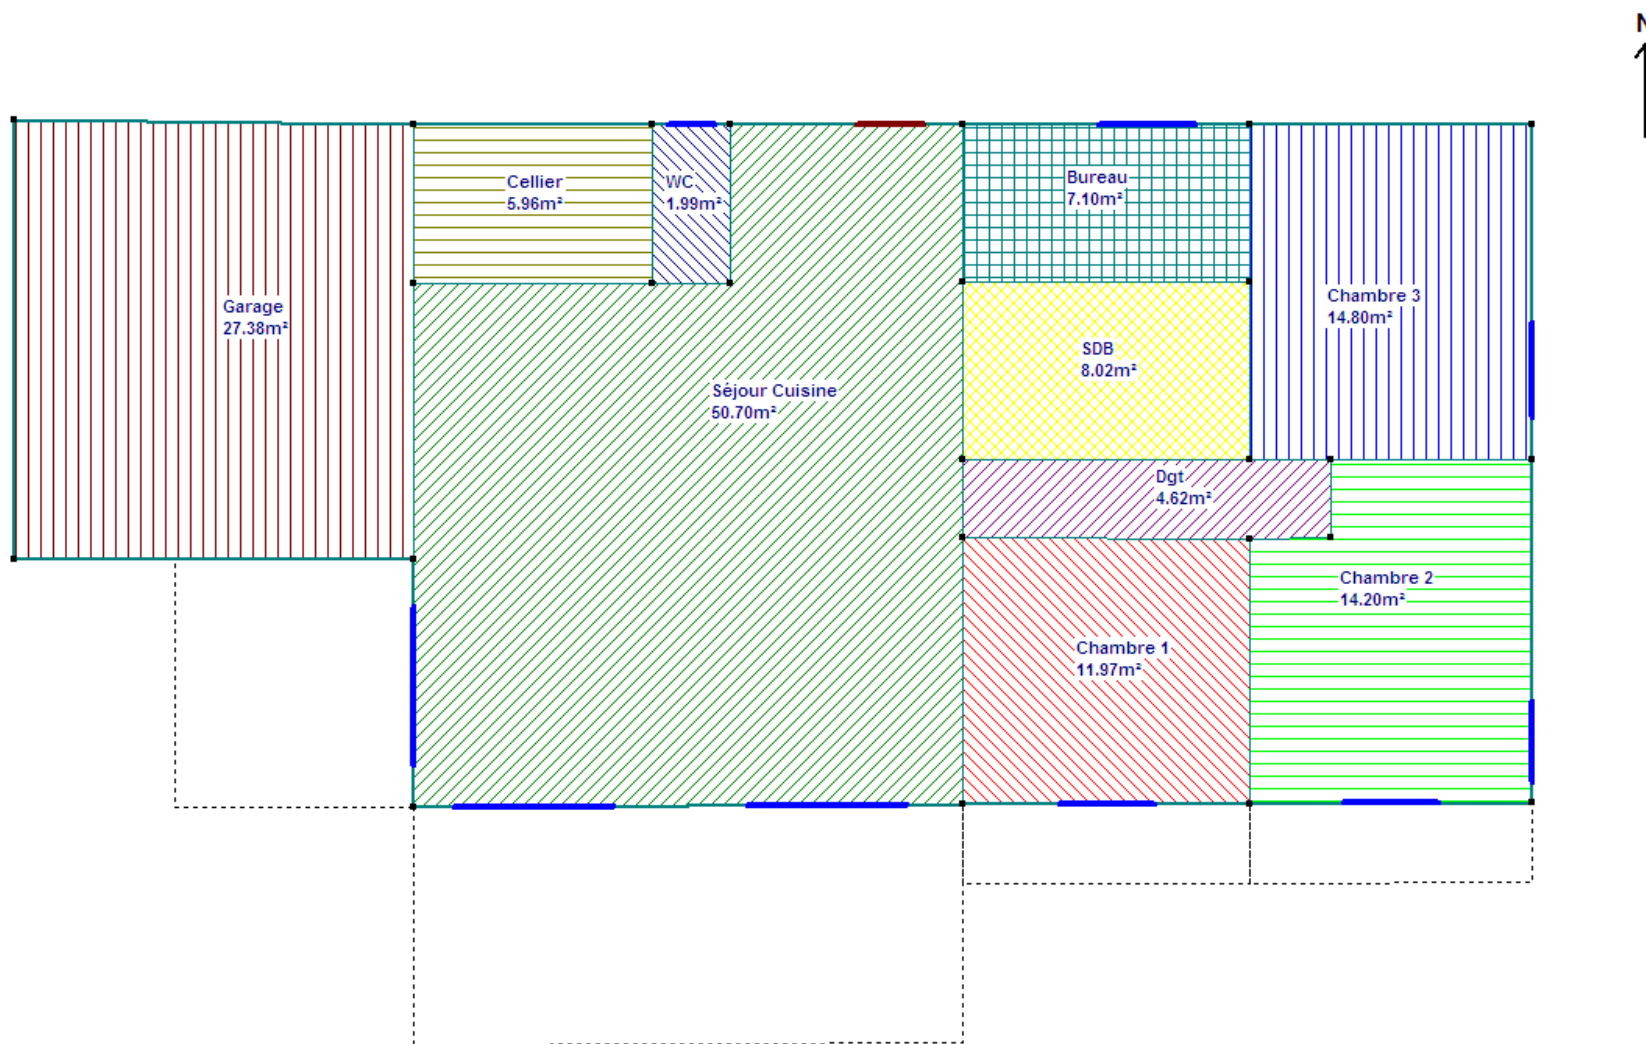 N
Cellier
5.96m²
WC
1.99m²
Bureau
7.10m²
Garage
27.38m²
Chambre 3
14.80m²
SDB
8.02m²
Séjour Cuisine
50.70m²
Dgt
4.62m²
Chambre 2
14.20m²
Chambre 1
11.97m²